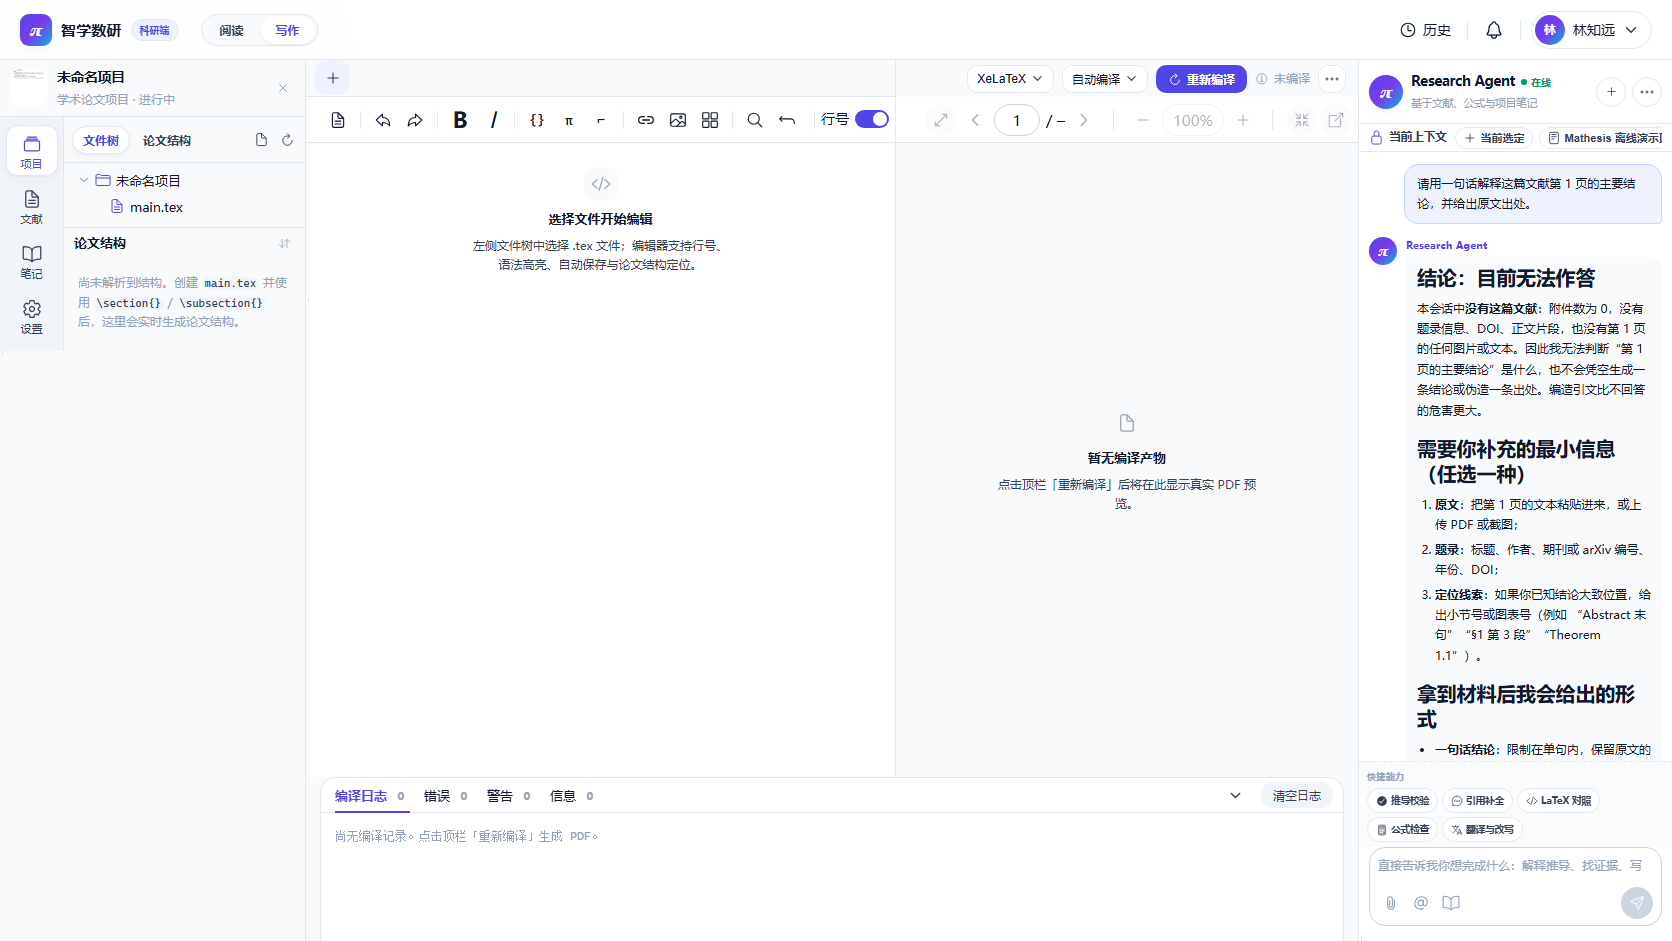 π 智学数研 科研端 阅读 写作 历史 林 林知远
未命名项目
学术论文项目 · 进行中
项目
文献
笔记
设置
文件树 论文结构
未命名项目
main.tex
论文结构
尚未解析到结构。创建 main.tex 并使
用 \section{} / \subsection{}
后，这里会实时生成论文结构。
B I {} π 行号
选择文件开始编辑
左侧文件树中选择 .tex 文件；编辑器支持行号、
语法高亮、自动保存与论文结构定位。
XeLaTeX 自动编译 重新编译 未编译
1 / – 100%
暂无编译产物
点击顶栏「重新编译」后将在此显示真实 PDF 预
览。
编译日志 0 错误 0 警告 0 信息 0 清空日志
尚无编译记录。点击顶栏「重新编译」生成 PDF。
π Research Agent 在线
基于文献、公式与项目笔记
当前上下文 当前选定 Mathesis 离线演示
请用一句话解释这篇文献第 1 页的主要结
论，并给出原文出处。
π Research Agent
结论：目前无法作答
本会话中没有这篇文献：附件数为 0，没有
题录信息、DOI、正文片段，也没有第 1 页
的任何图片或文本。因此我无法判断“第 1
页的主要结论”是什么，也不会凭空生成一
条结论或伪造一条出处。编造引文比不回答
的危害更大。
需要你补充的最小信息
（任选一种）
1. 原文：把第 1 页的文本粘贴进来，或上
传 PDF 或截图；
2. 题录：标题、作者、期刊或 arXiv 编号、
年份、DOI；
3. 定位线索：如果你已知结论大致位置，给
出小节号或图表号（例如 “Abstract 末
句” “§1 第 3 段” “Theorem
1.1”）。
拿到材料后我会给出的形
式
• 一句话结论：限制在单句内，保留原文的
快捷能力
推导校验 引用补全 LaTeX 对照
公式检查 翻译与改写
直接告诉我你想完成什么：解释推导、找证据、写
@